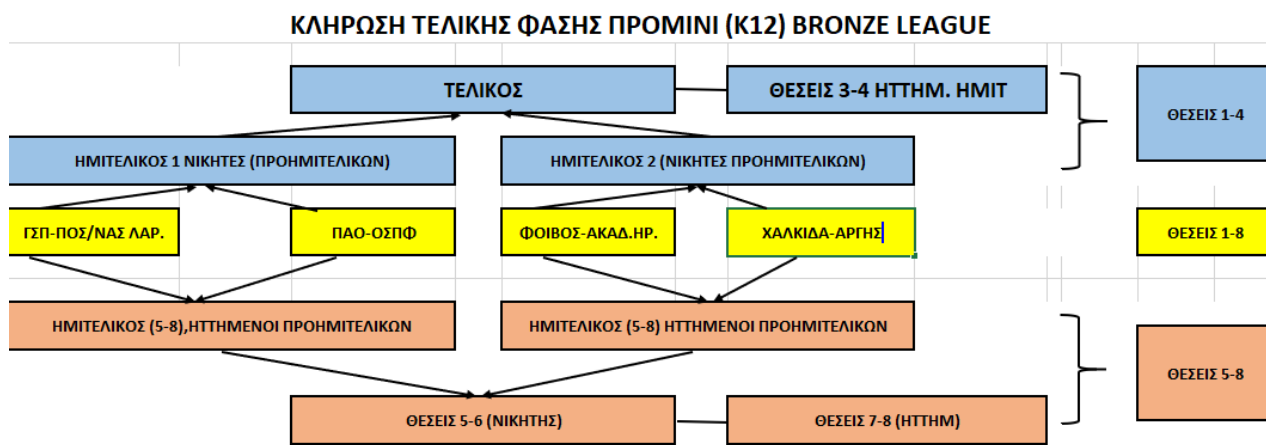 ΚΛΗΡΩΣΗ ΤΕΛΙΚΗΣ ΦΑΣΗΣ ΠΡΟΜΙΝΙ (Κ12) BRONZE LEAGUE
ΤΕΛΙΚΟΣ
ΘΕΣΕΙΣ 3-4 ΗΤΤΗΜ. ΗΜΙΤ
ΘΕΣΕΙΣ 1-4
ΗΜΙΤΕΛΙΚΟΣ 1 ΝΙΚΗΤΕΣ (ΠΡΟΗΜΙΤΕΛΙΚΩΝ)
ΗΜΙΤΕΛΙΚΟΣ 2 (ΝΙΚΗΤΕΣ ΠΡΟΗΜΙΤΕΛΙΚΩΝ)
ΓΣΠ-ΠΟΣ/ΝΑΣ ΛΑΡ.
ΠΑΟ-ΟΣΠΦ
ΦΟΙΒΟΣ-ΑΚΑΔ.ΗΡ.
ΧΑΛΚΙΔΑ-ΑΡΓΗΣ
ΘΕΣΕΙΣ 1-8
ΗΜΙΤΕΛΙΚΟΣ (5-8),ΗΤΤΗΜΕΝΟΙ ΠΡΟΗΜΙΤΕΛΙΚΩΝ
ΗΜΙΤΕΛΙΚΟΣ (5-8) ΗΤΤΗΜΕΝΟΙ ΠΡΟΗΜΙΤΕΛΙΚΩΝ
ΘΕΣΕΙΣ 5-8
ΘΕΣΕΙΣ 5-6 (ΝΙΚΗΤΗΣ)
ΘΕΣΕΙΣ 7-8 (ΗΤΤΗΜ)